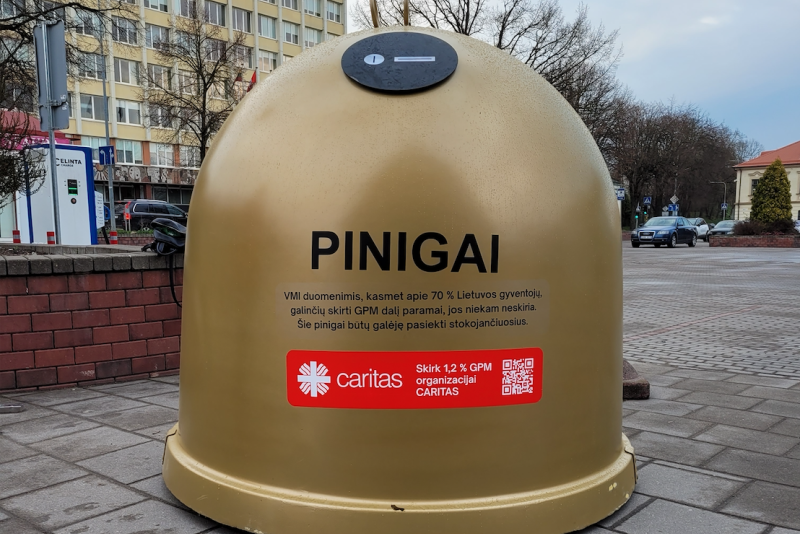 ELINTA
PINIGAI
VMI duomenimis, kasmet apie 70 % Lietuvos gyventojų,
galinčių skirti GPM dalį paramai, jos niekam neskiria.
Šie pinigai būtų galėję pasiekti stokojančiuosius.
caritas
Skirk 1,2 % GPM
organizacijai
CARITAS